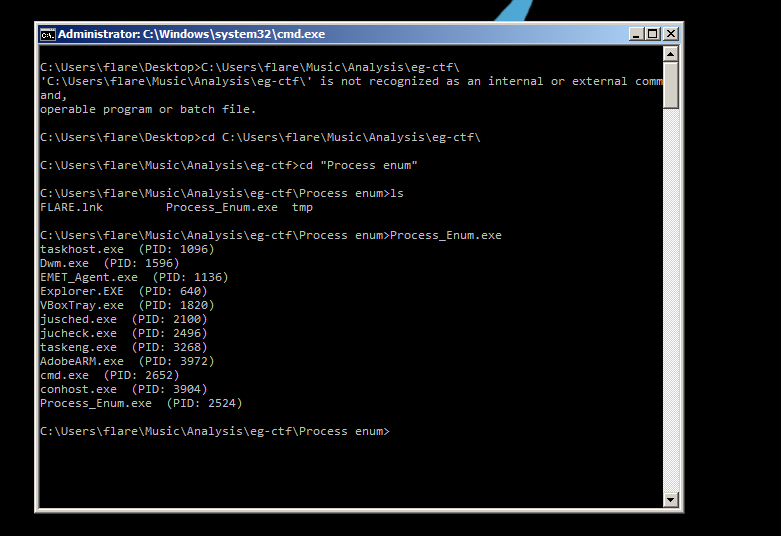 Administrator: C:\Windows\system32\cmd.exe
C:\Users\flare\Desktop>C:\Users\flare\Music\Analysis\eg-ctf\
'C:\Users\flare\Music\Analysis\eg-ctf\' is not recognized as an internal or external comm
and,
operable program or batch file.
C:\Users\flare\Desktop>cd C:\Users\flare\Music\Analysis\eg-ctf\
C:\Users\flare\Music\Analysis\eg-ctf>cd "Process enum"
C:\Users\flare\Music\Analysis\eg-ctf\Process enum>ls
FLARE.lnk         Process_Enum.exe  tmp
C:\Users\flare\Music\Analysis\eg-ctf\Process enum>Process_Enum.exe
taskhost.exe  (PID: 1096)
Dwm.exe  (PID: 1596)
EMET_Agent.exe  (PID: 1136)
Explorer.EXE  (PID: 640)
VBoxTray.exe  (PID: 1820)
jusched.exe  (PID: 2100)
jucheck.exe  (PID: 2496)
taskeng.exe  (PID: 3268)
AdobeARM.exe  (PID: 3972)
cmd.exe  (PID: 2652)
conhost.exe  (PID: 3904)
Process_Enum.exe  (PID: 2524)
C:\Users\flare\Music\Analysis\eg-ctf\Process enum>